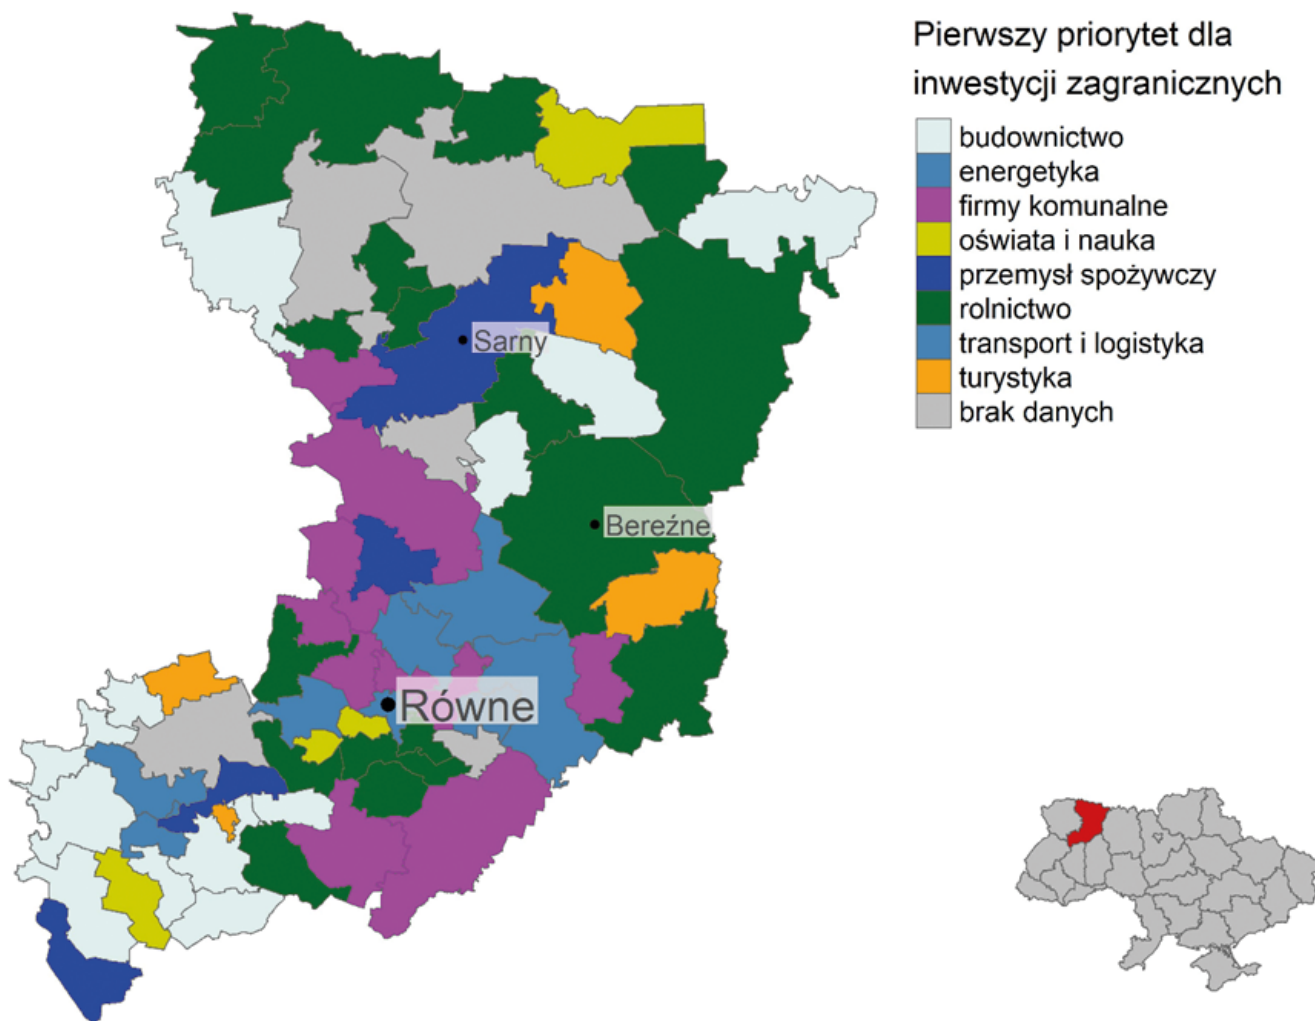 Pierwszy priorytet dla
inwestycji zagranicznych
budownictwo
energetyka
firmy komunalne
oświata i nauka
przemysł spożywczy
rolnictwo
transport i logistyka
turystyka
brak danych
Sarny
Bereźne
Równe